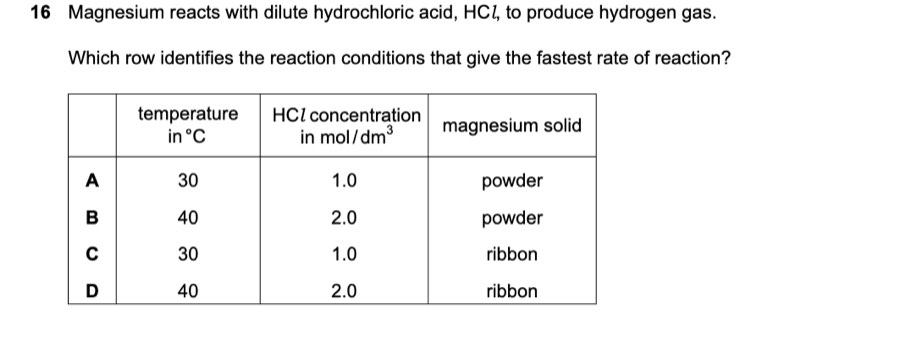 16 Magnesium reacts with dilute hydrochloric acid, HCl, to produce hydrogen gas.
Which row identifies the reaction conditions that give the fastest rate of reaction?
temperature in °C HCl concentration in mol/dm³ magnesium solid
A 30 1.0 powder
B 40 2.0 powder
C 30 1.0 ribbon
D 40 2.0 ribbon